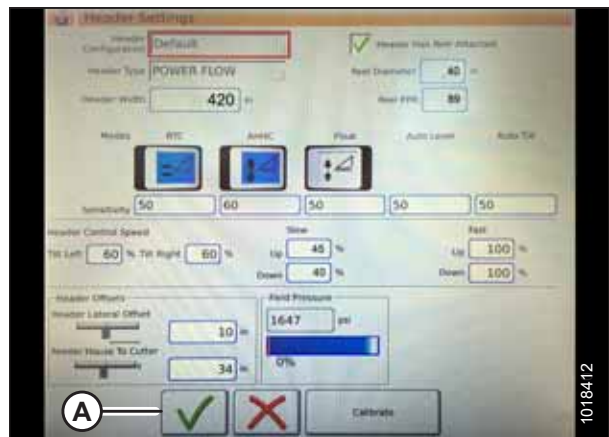 Header Settings
Header Configuration Default Header Has Reel Attached
Header Type POWER FLOW Reel Diameter 40 in
Header Width 420 in Reel PPR 89
Modes RTC AHHC Float Auto Level Auto Tilt
Sensitivity 50 60 50 50 50
Header Control Speed Slow Fast
Tilt Left 60 % Tilt Right 60 % Up 45 % Up 100 %
Down 40 % Down 100 %
Header Offsets Field Pressure
Header Lateral Offset 10 in 1647 psi
Header House To Cutter 34 in 0%
A Calibrate
1018412